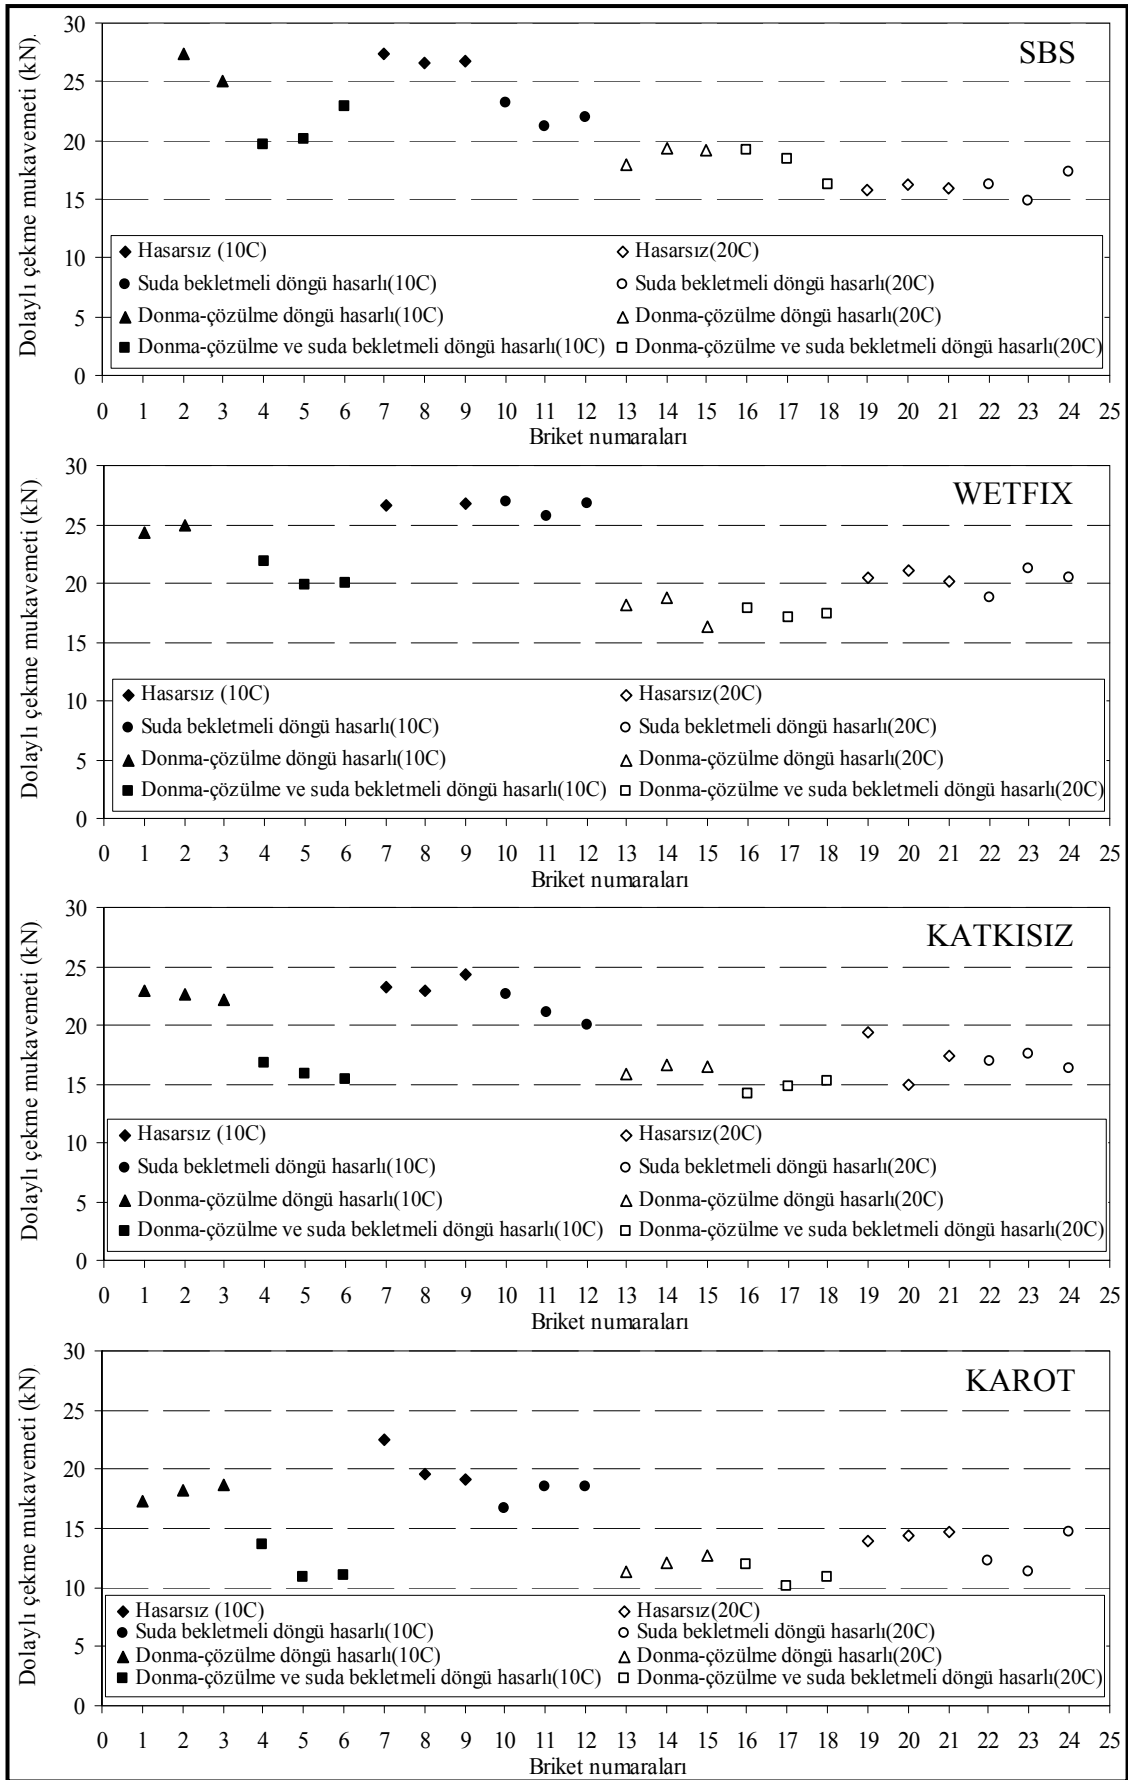 SBS
Dolaylı çekme mukavemeti (kN).
30
25
20
15
10
5
0
◆ Hasarsız (10C)
◇ Hasarsız(20C)
● Suda bekletmeli döngü hasarlı(10C)
○ Suda bekletmeli döngü hasarlı(20C)
▲ Donma-çözülme döngü hasarlı(10C)
△ Donma-çözülme döngü hasarlı(20C)
■ Donma-çözülme ve suda bekletmeli döngü hasarlı(10C)
□ Donma-çözülme ve suda bekletmeli döngü hasarlı(20C)
0 1 2 3 4 5 6 7 8 9 10 11 12 13 14 15 16 17 18 19 20 21 22 23 24 25
Briket numaraları
WETFIX
Dolaylı çekme mukavemeti (kN)
30
25
20
15
10
5
0
◆ Hasarsız (10C)
◇ Hasarsız(20C)
● Suda bekletmeli döngü hasarlı(10C)
○ Suda bekletmeli döngü hasarlı(20C)
▲ Donma-çözülme döngü hasarlı(10C)
△ Donma-çözülme döngü hasarlı(20C)
■ Donma-çözülme ve suda bekletmeli döngü hasarlı(10C)
□ Donma-çözülme ve suda bekletmeli döngü hasarlı(20C)
0 1 2 3 4 5 6 7 8 9 10 11 12 13 14 15 16 17 18 19 20 21 22 23 24 25
Briket numaraları
KATKISIZ
Dolaylı çekme mukavemeti (kN)
30
25
20
15
10
5
0
◆ Hasarsız (10C)
◇ Hasarsız(20C)
● Suda bekletmeli döngü hasarlı(10C)
○ Suda bekletmeli döngü hasarlı(20C)
▲ Donma-çözülme döngü hasarlı(10C)
△ Donma-çözülme döngü hasarlı(20C)
■ Donma-çözülme ve suda bekletmeli döngü hasarlı(10C)
□ Donma-çözülme ve suda bekletmeli döngü hasarlı(20C)
0 1 2 3 4 5 6 7 8 9 10 11 12 13 14 15 16 17 18 19 20 21 22 23 24 25
Briket numaraları
KAROT
Dolaylı çekme mukavemeti (kN)
30
25
20
15
10
5
0
◆ Hasarsız (10C)
◇ Hasarsız(20C)
● Suda bekletmeli döngü hasarlı(10C)
○ Suda bekletmeli döngü hasarlı(20C)
▲ Donma-çözülme döngü hasarlı(10C)
△ Donma-çözülme döngü hasarlı(20C)
■ Donma-çözülme ve suda bekletmeli döngü hasarlı(10C)
□ Donma-çözülme ve suda bekletmeli döngü hasarlı(20C)
0 1 2 3 4 5 6 7 8 9 10 11 12 13 14 15 16 17 18 19 20 21 22 23 24 25
Briket numaraları